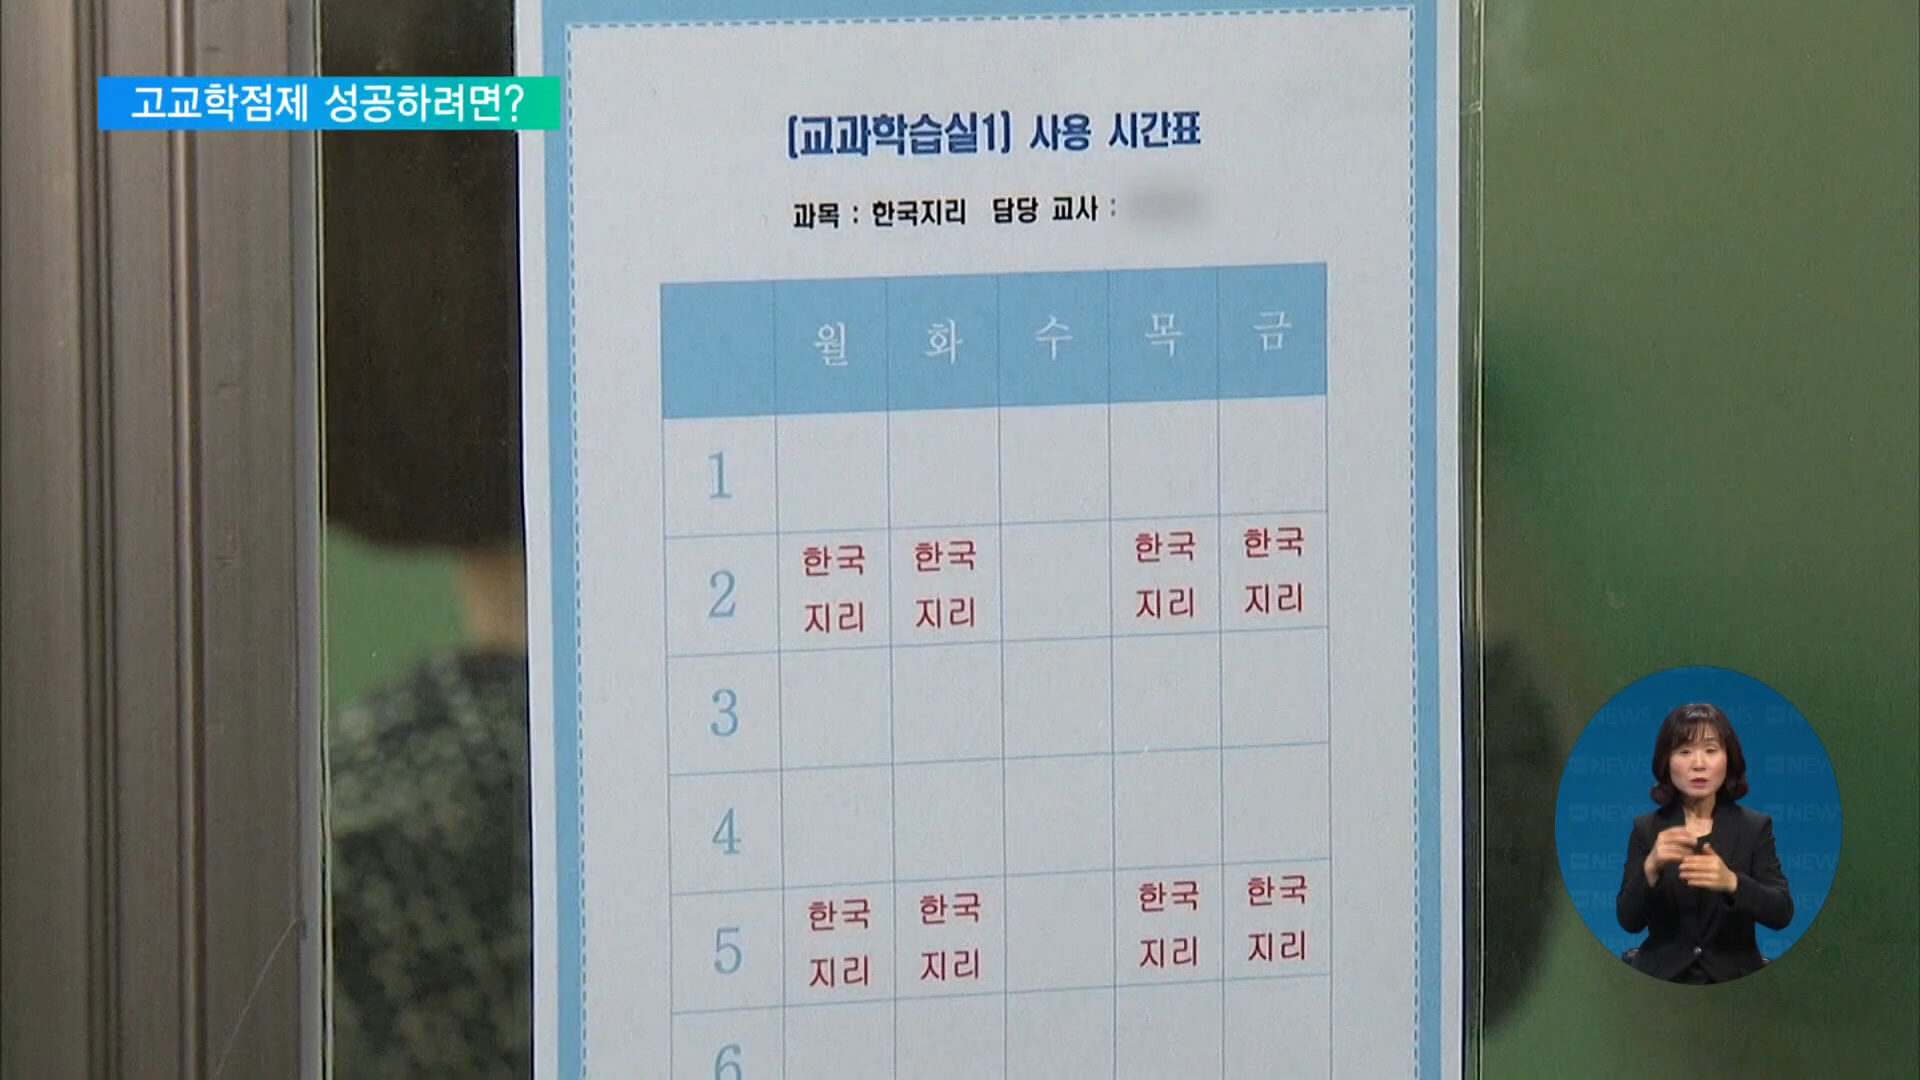 고교학점제 성공하려면?
[교과학습실1] 사용 시간표
과목 : 한국지리 담당 교사 :
월 화 수 목 금
1
2 한국 지리 한국 지리 한국 지리 한국 지리
3
4
5 한국 지리 한국 지리 한국 지리 한국 지리
6
NEWS